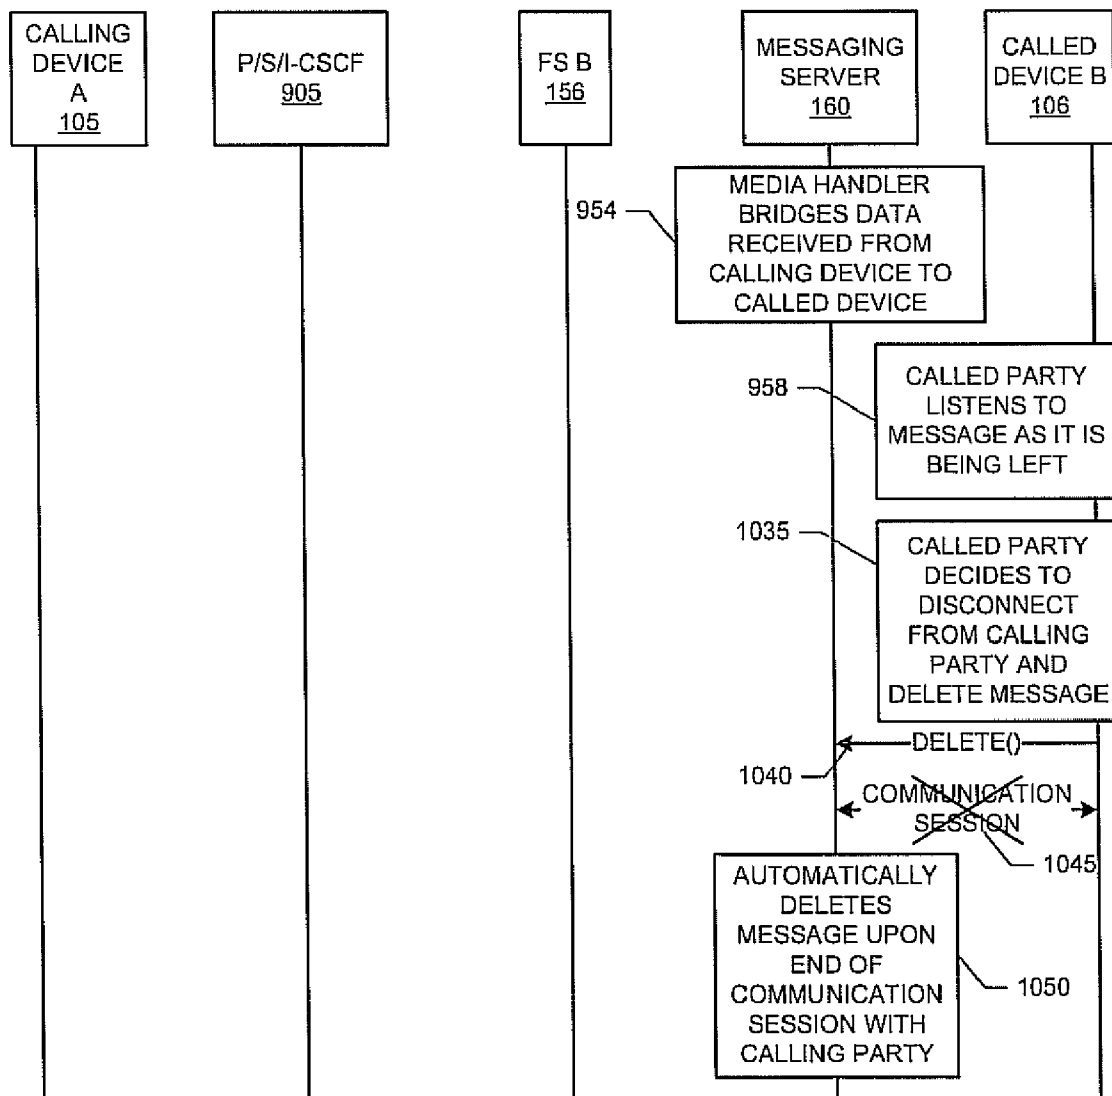 CALLING
DEVICE
A
105
P/S/I-CSCF
905
FS B
156
MESSAGING
SERVER
160
CALLED
DEVICE B
106
954
MEDIA HANDLER
BRIDGES DATA
RECEIVED FROM
CALLING DEVICE TO
CALLED DEVICE
958
CALLED PARTY
LISTENS TO
MESSAGE AS IT IS
BEING LEFT
1035
CALLED PARTY
DECIDES TO
DISCONNECT
FROM CALLING
PARTY AND
DELETE MESSAGE
DELETE()
1040
COMMUNICATION
SESSION
1045
AUTOMATICALLY
DELETES
MESSAGE UPON
END OF
COMMUNICATION
SESSION WITH
CALLING PARTY
1050